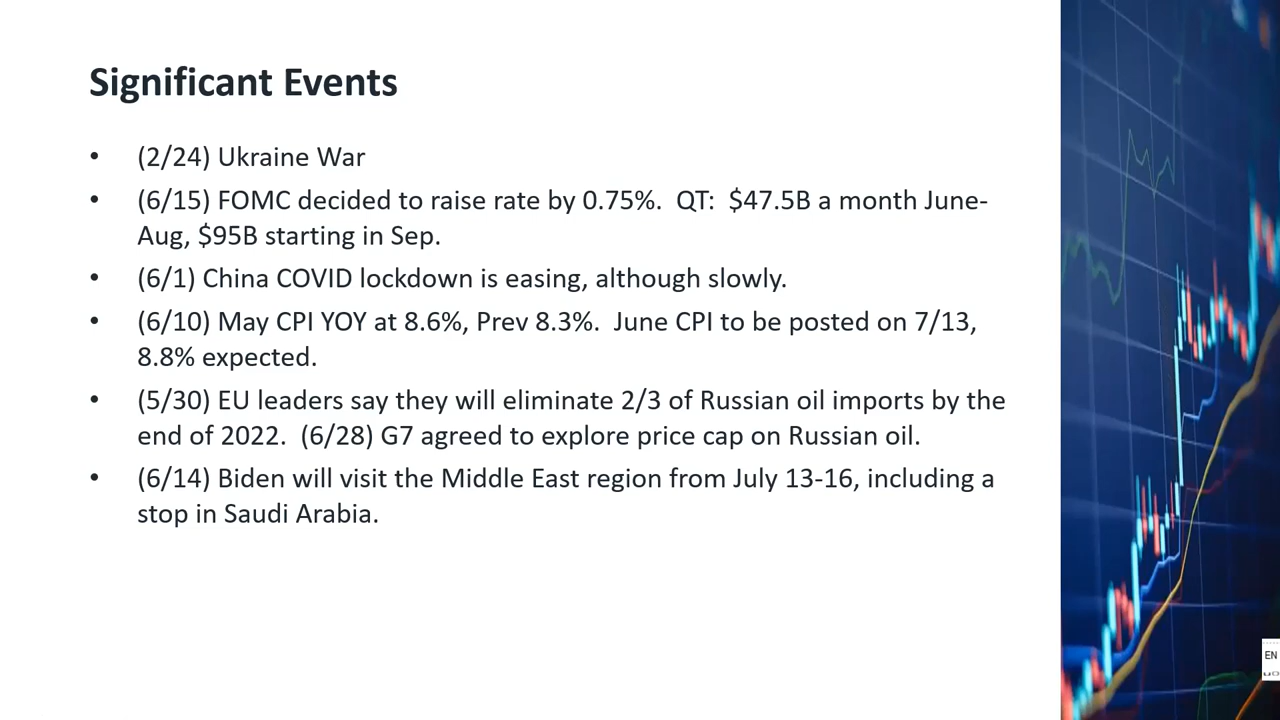 Significant Events
• (2/24) Ukraine War
• (6/15) FOMC decided to raise rate by 0.75%.  QT:  $47.5B a month June-
Aug, $95B starting in Sep.
• (6/1) China COVID lockdown is easing, although slowly.
• (6/10) May CPI YOY at 8.6%, Prev 8.3%.  June CPI to be posted on 7/13,
8.8% expected.
• (5/30) EU leaders say they will eliminate 2/3 of Russian oil imports by the
end of 2022.  (6/28) G7 agreed to explore price cap on Russian oil.
• (6/14) Biden will visit the Middle East region from July 13-16, including a
stop in Saudi Arabia.
EN